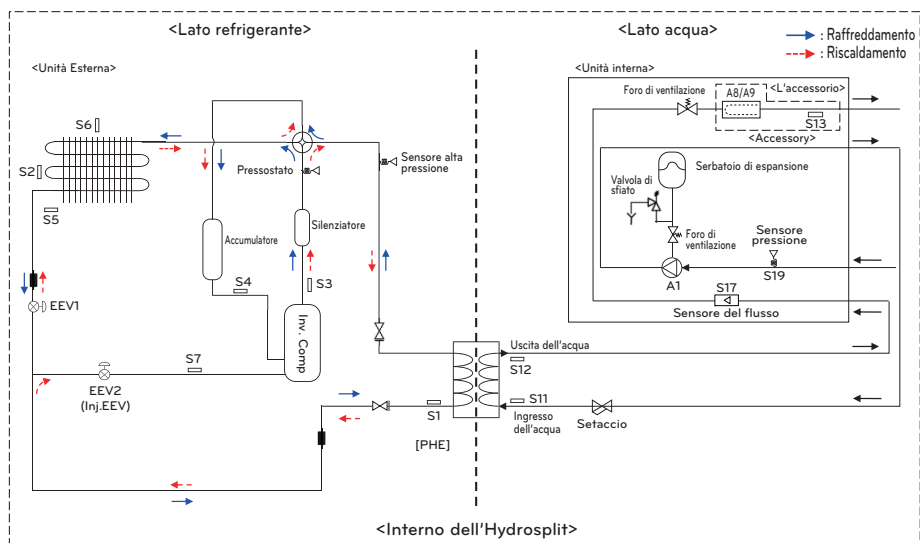 <Lato refrigerante>
<Lato acqua>
: Raffreddamento
: Riscaldamento
<Unità Esterna>
<Unità interna>
Foro di ventilazione
A8/A9
<L'accessorio>
S13
<Accessory>
S6
S2
S5
Pressostato
Sensore alta
pressione
Serbatoio di espansione
Valvola di
sfiato
Silenziatore
Accumulatore
Foro di
ventilazione
Sensore
pressione
S19
A1
S4
S3
S17
Sensore del flusso
EEV1
Inv. Comp
S7
EEV2
(Inj.EEV)
Uscita dell'acqua
S12
S1
S11
Ingresso
dell'acqua
Setaccio
[PHE]
<Interno dell'Hydrosplit>